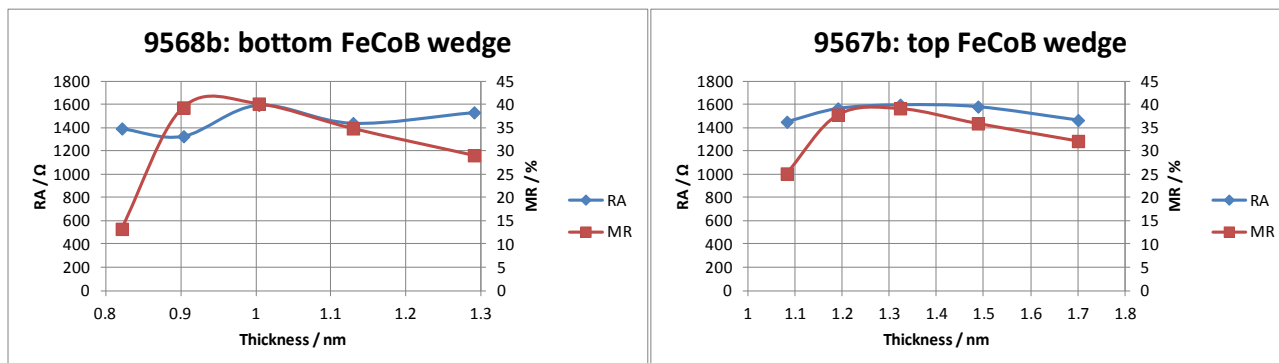 9568b: bottom FeCoB wedge
RA / Ω
1800
1600
1400
1200
1000
800
600
400
200
0
45
40
35
30
25
20
15
10
5
0
MR / %
0.8 0.9 1 1.1 1.2 1.3
Thickness / nm
RA
MR
9567b: top FeCoB wedge
RA / Ω
1800
1600
1400
1200
1000
800
600
400
200
0
45
40
35
30
25
20
15
10
5
0
MR / %
1 1.1 1.2 1.3 1.4 1.5 1.6 1.7 1.8
Thickness / nm
RA
MR